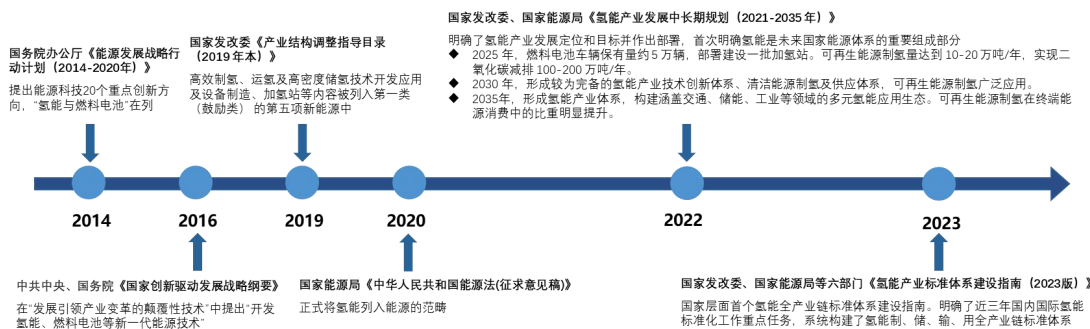 国务院办公厅《能源发展战略行
动计划（2014-2020年）》
提出能源科技20个重点创新方
向，“氢能与燃料电池”在列
国家发改委《产业结构调整指导目录
（2019年本）》
高效制氢、运氢及高密度储氢技术开发应用
及设备制造、加氢站等内容被列入第一类
（鼓励类） 的第五项新能源中
国家发改委、国家能源局《氢能产业发展中长期规划（2021-2035年）》
明确了氢能产业发展定位和目标并作出部署，首次明确氢能是未来国家能源体系的重要组成部分
◆ 2025 年，燃料电池车辆保有量约 5 万辆，部署建设一批加氢站。可再生能源制氢量达到 10-20 万吨/年，实现二
氧化碳减排 100-200 万吨/年。
◆ 2030 年，形成较为完备的氢能产业技术创新体系、清洁能源制氢及供应体系，可再生能源制氢广泛应用。
◆ 2035年，形成氢能产业体系，构建涵盖交通、储能、工业等领域的多元氢能应用生态。可再生能源制氢在终端能
源消费中的比重明显提升。
2014
2016
2019
2020
2022
2023
中共中央、国务院《国家创新驱动发展战略纲要》
在“发展引领产业变革的颠覆性技术”中提出“开发
氢能、燃料电池等新一代能源技术”
国家能源局《中华人民共和国能源法(征求意见稿)》
正式将氢能列入能源的范畴
国家发改委、国家能源局等六部门《氢能产业标准体系建设指南（2023版）》
国家层面首个氢能全产业链标准体系建设指南。明确了近三年国内国际氢能
标准化工作重点任务，系统构建了氢能制、储、输、用全产业链标准体系